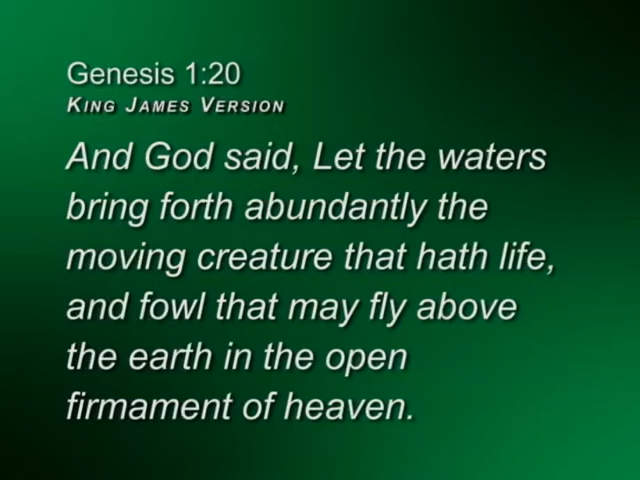 Genesis 1:20
KING JAMES VERSION
And God said, Let the waters
bring forth abundantly the
moving creature that hath life,
and fowl that may fly above
the earth in the open
firmament of heaven.